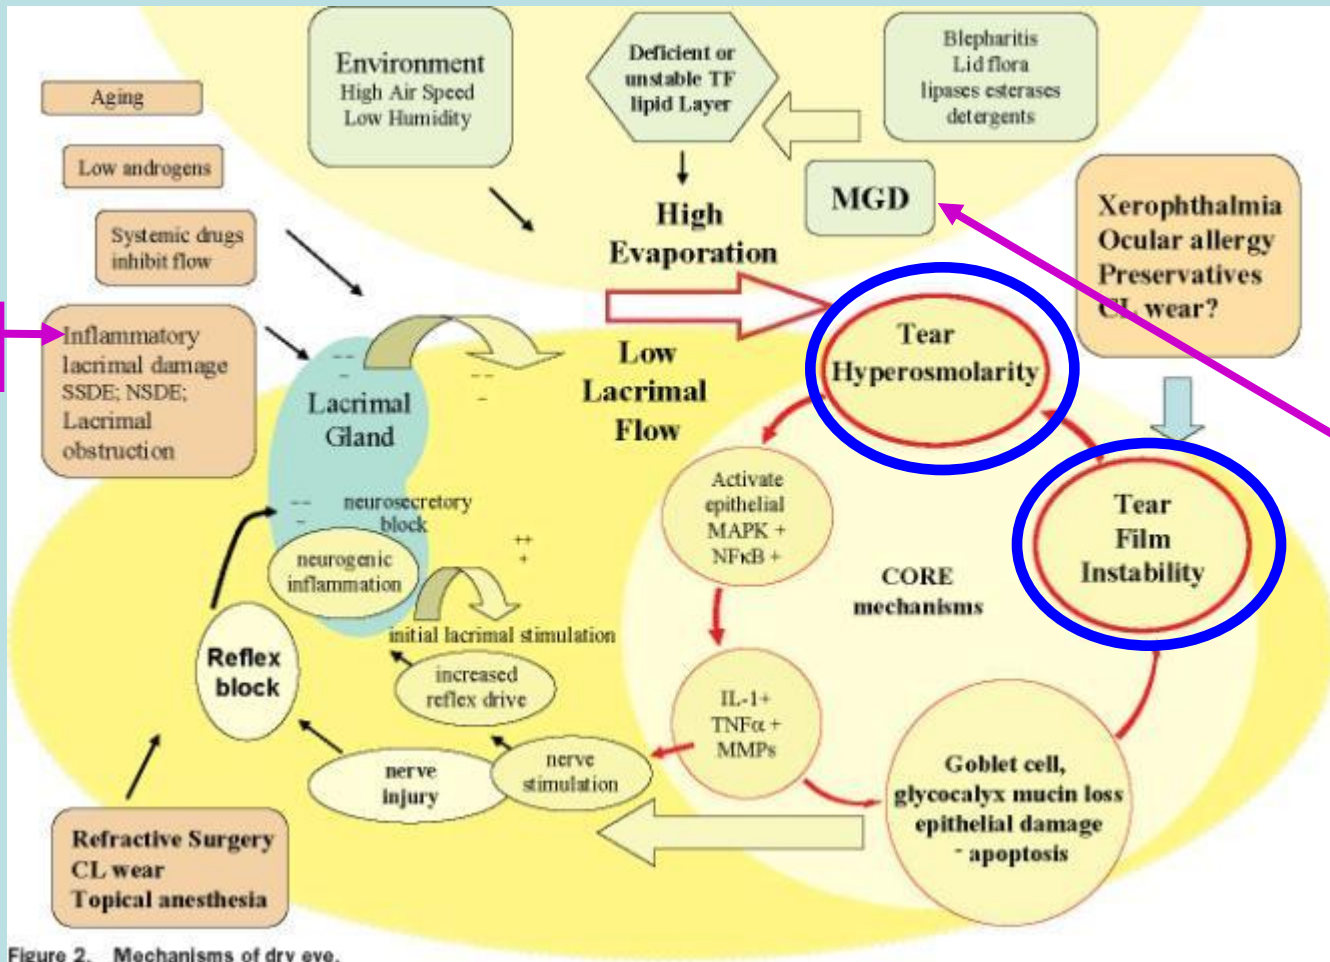 Environment
High Air Speed
Low Humidity
Deficient or
unstable TF
lipid Layer
Blepharitis
Lid flora
lipases esterases
detergents
Aging
Low androgens
Systemic drugs
inhibit flow
Inflammatory
lacrimal damage
SSDE; NSDE;
Lacrimal
obstruction
MGD
High
Evaporation
Xerophthalmia
Ocular allergy
Preservatives
CL wear?
Tear
Hyperosmolarity
Low
Lacrimal
Flow
-- 
-
--
-
Lacrimal
Gland
Tear
Film
Instability
Activate
epithelial
MAPK +
NFκB +
CORE
mechanisms
--
-
neurosecretory
block
++
+
neurogenic
inflammation
initial lacrimal stimulation
Reflex
block
increased
reflex drive
IL-1+
TNFα +
MMPs
nerve
stimulation
nerve
injury
Goblet cell,
glycocalyx mucin loss
epithelial damage
- apoptosis
Refractive Surgery
CL wear
Topical anesthesia
Figure 2. Mechanisms of dry eye.